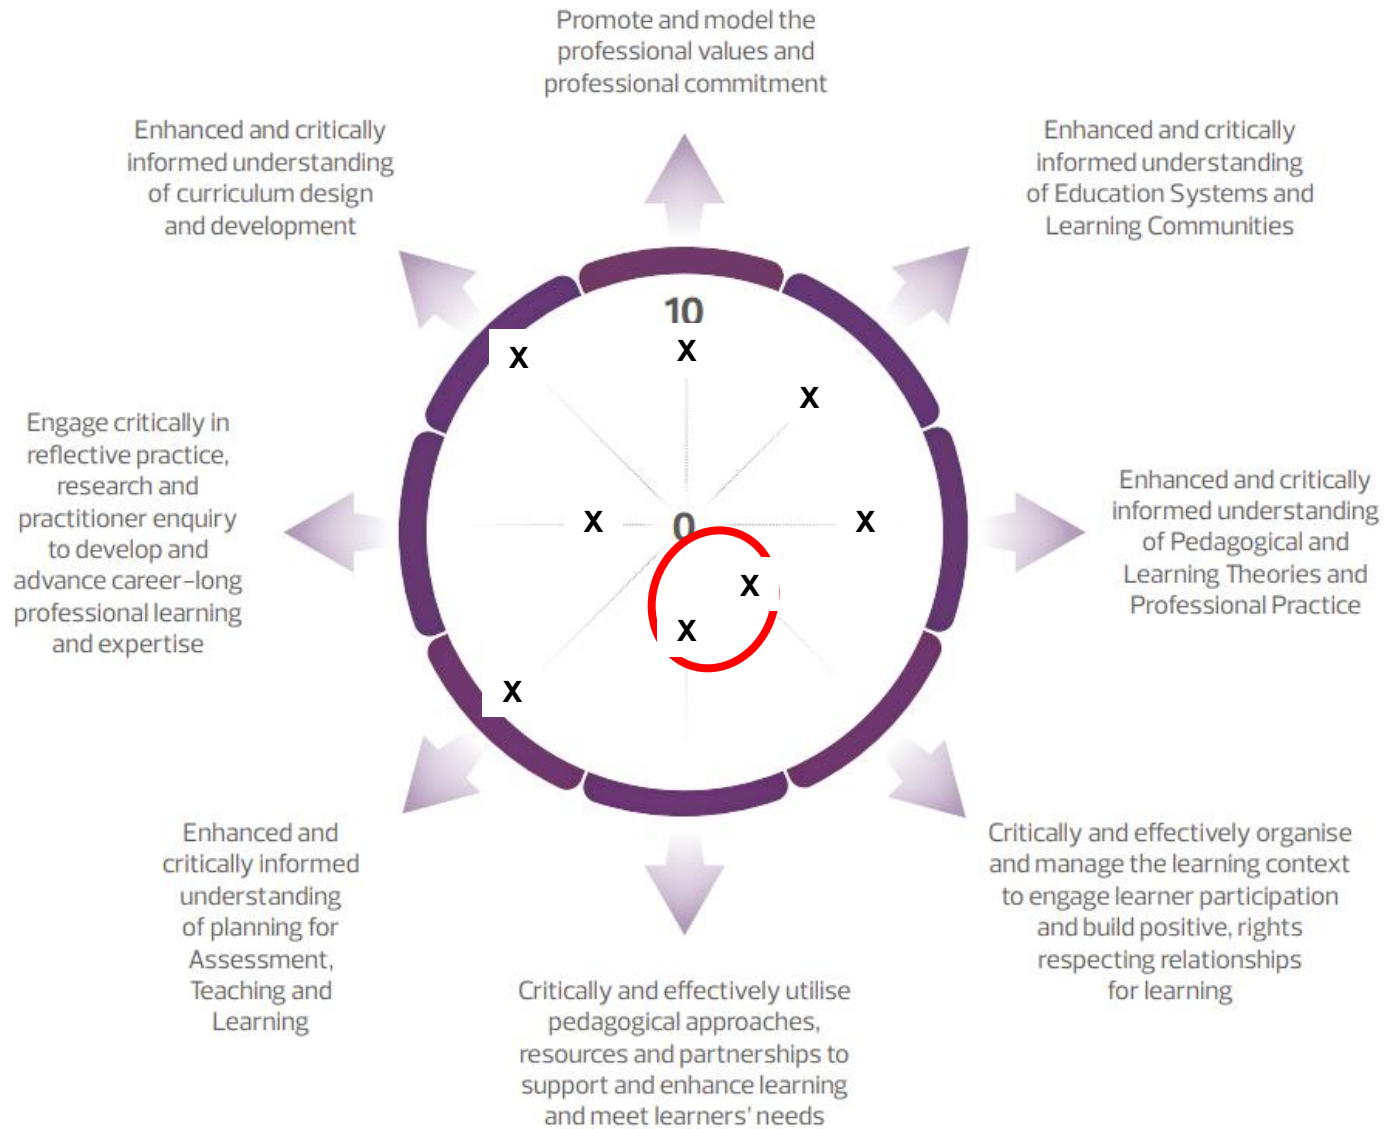 Promote and model the
professional values and
professional commitment
Enhanced and critically
informed understanding
of Education Systems and
Learning Communities
Enhanced and critically
informed understanding
of Pedagogical and
Learning Theories and
Professional Practice
Critically and effectively organise
and manage the learning context
to engage learner participation
and build positive, rights
respecting relationships
for learning
Critically and effectively utilise
pedagogical approaches,
resources and partnerships to
support and enhance learning
and meet learners' needs
Enhanced and
critically informed
understanding
of planning for
Assessment,
Teaching and
Learning
Engage critically in
reflective practice,
research and
practitioner enquiry
to develop and
advance career-long
professional learning
and expertise
Enhanced and critically
informed understanding
of curriculum design
and development
10
X
X
X
X
0
X
X
X
X